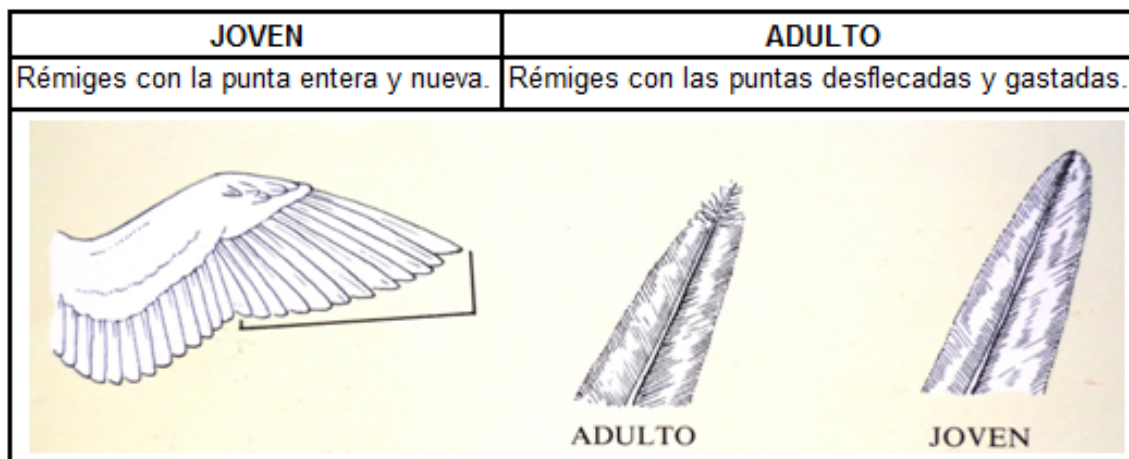 JOVEN
ADULTO
Rémiges con la punta entera y nueva.
Rémiges con las puntas desflecadas y gastadas.
ADULTO
JOVEN